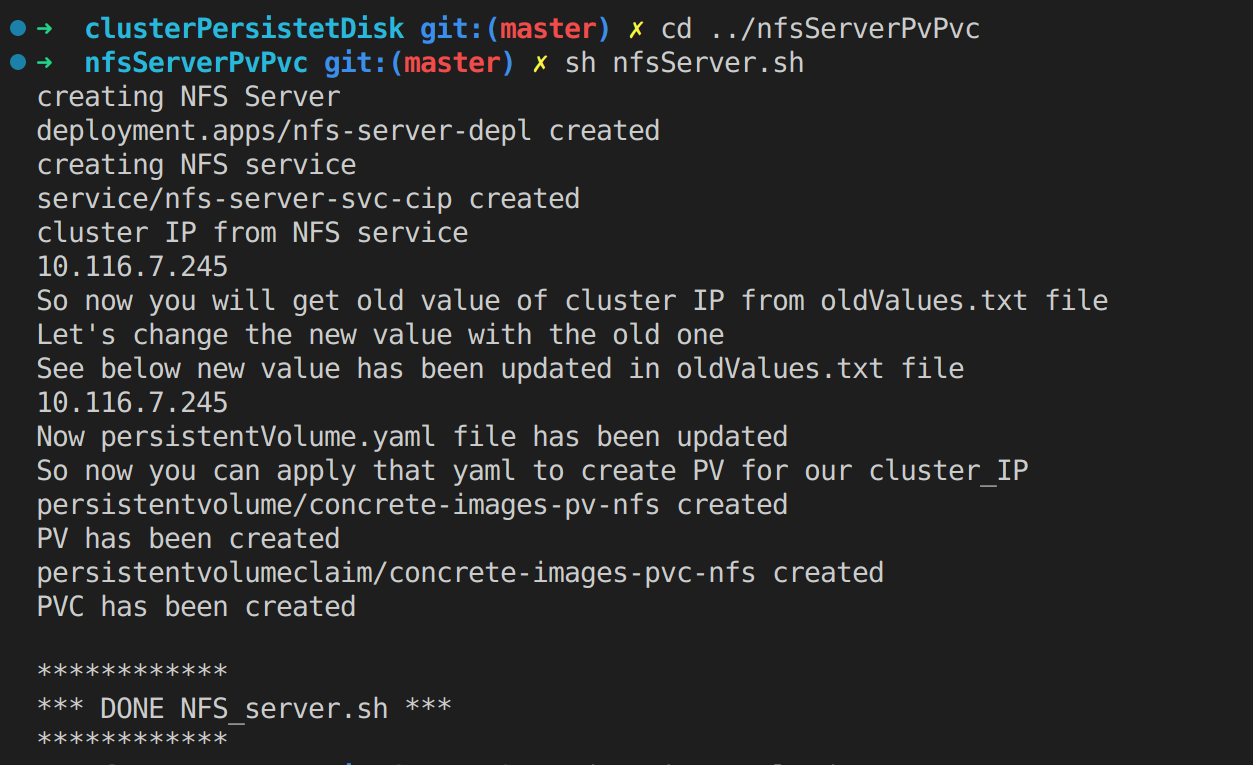 ➜ clusterPersistetDisk git:(master) ✗ cd ../nfsServerPvPvc
➜ nfsServerPvPvc git:(master) ✗ sh nfsServer.sh
creating NFS Server
deployment.apps/nfs-server-depl created
creating NFS service
service/nfs-server-svc-cip created
cluster IP from NFS service
10.116.7.245
So now you will get old value of cluster IP from oldValues.txt file
Let's change the new value with the old one
See below new value has been updated in oldValues.txt file
10.116.7.245
Now persistentVolume.yaml file has been updated
So now you can apply that yaml to create PV for our cluster_IP
persistentvolume/concrete-images-pv-nfs created
PV has been created
persistentvolumeclaim/concrete-images-pvc-nfs created
PVC has been created
************
*** DONE NFS_server.sh ***
************